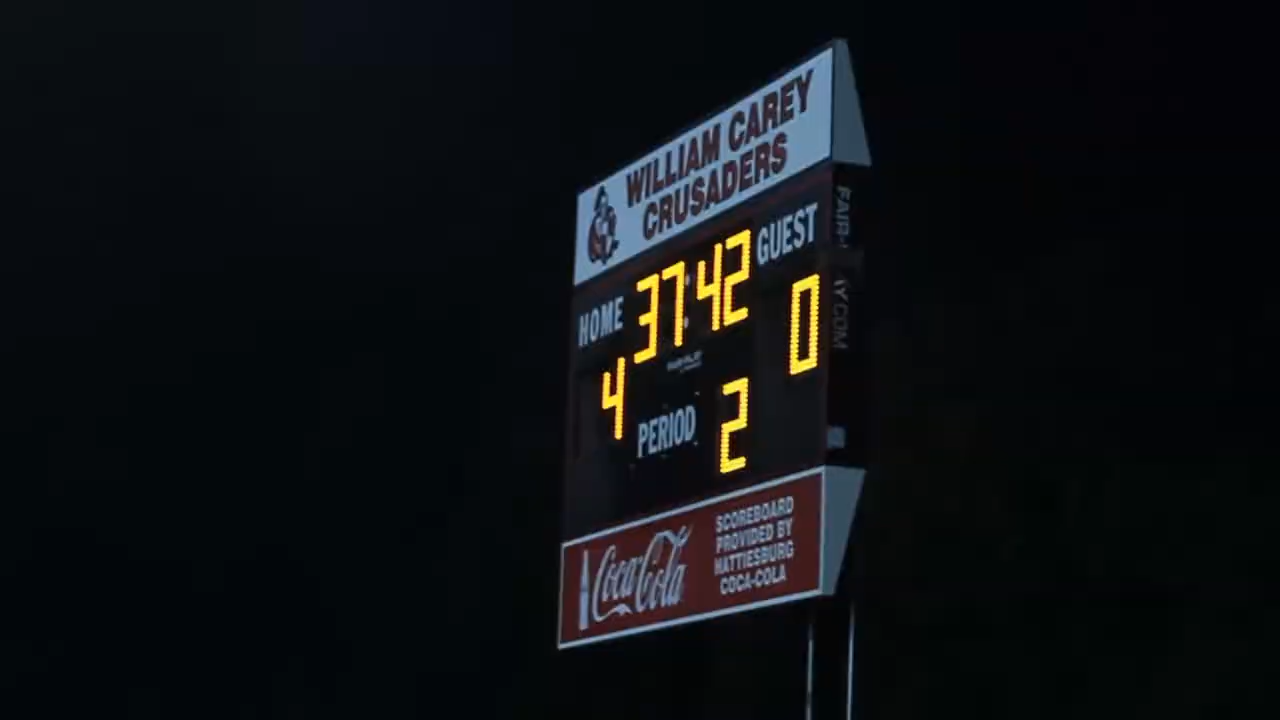 WILLIAM CAREY
CRUSADERS
HOME
37:42
GUEST
4
0
PERIOD
2
Coca-Cola
SCOREBOARD
PROVIDED BY
HATTIESBURG
COCA-COLA